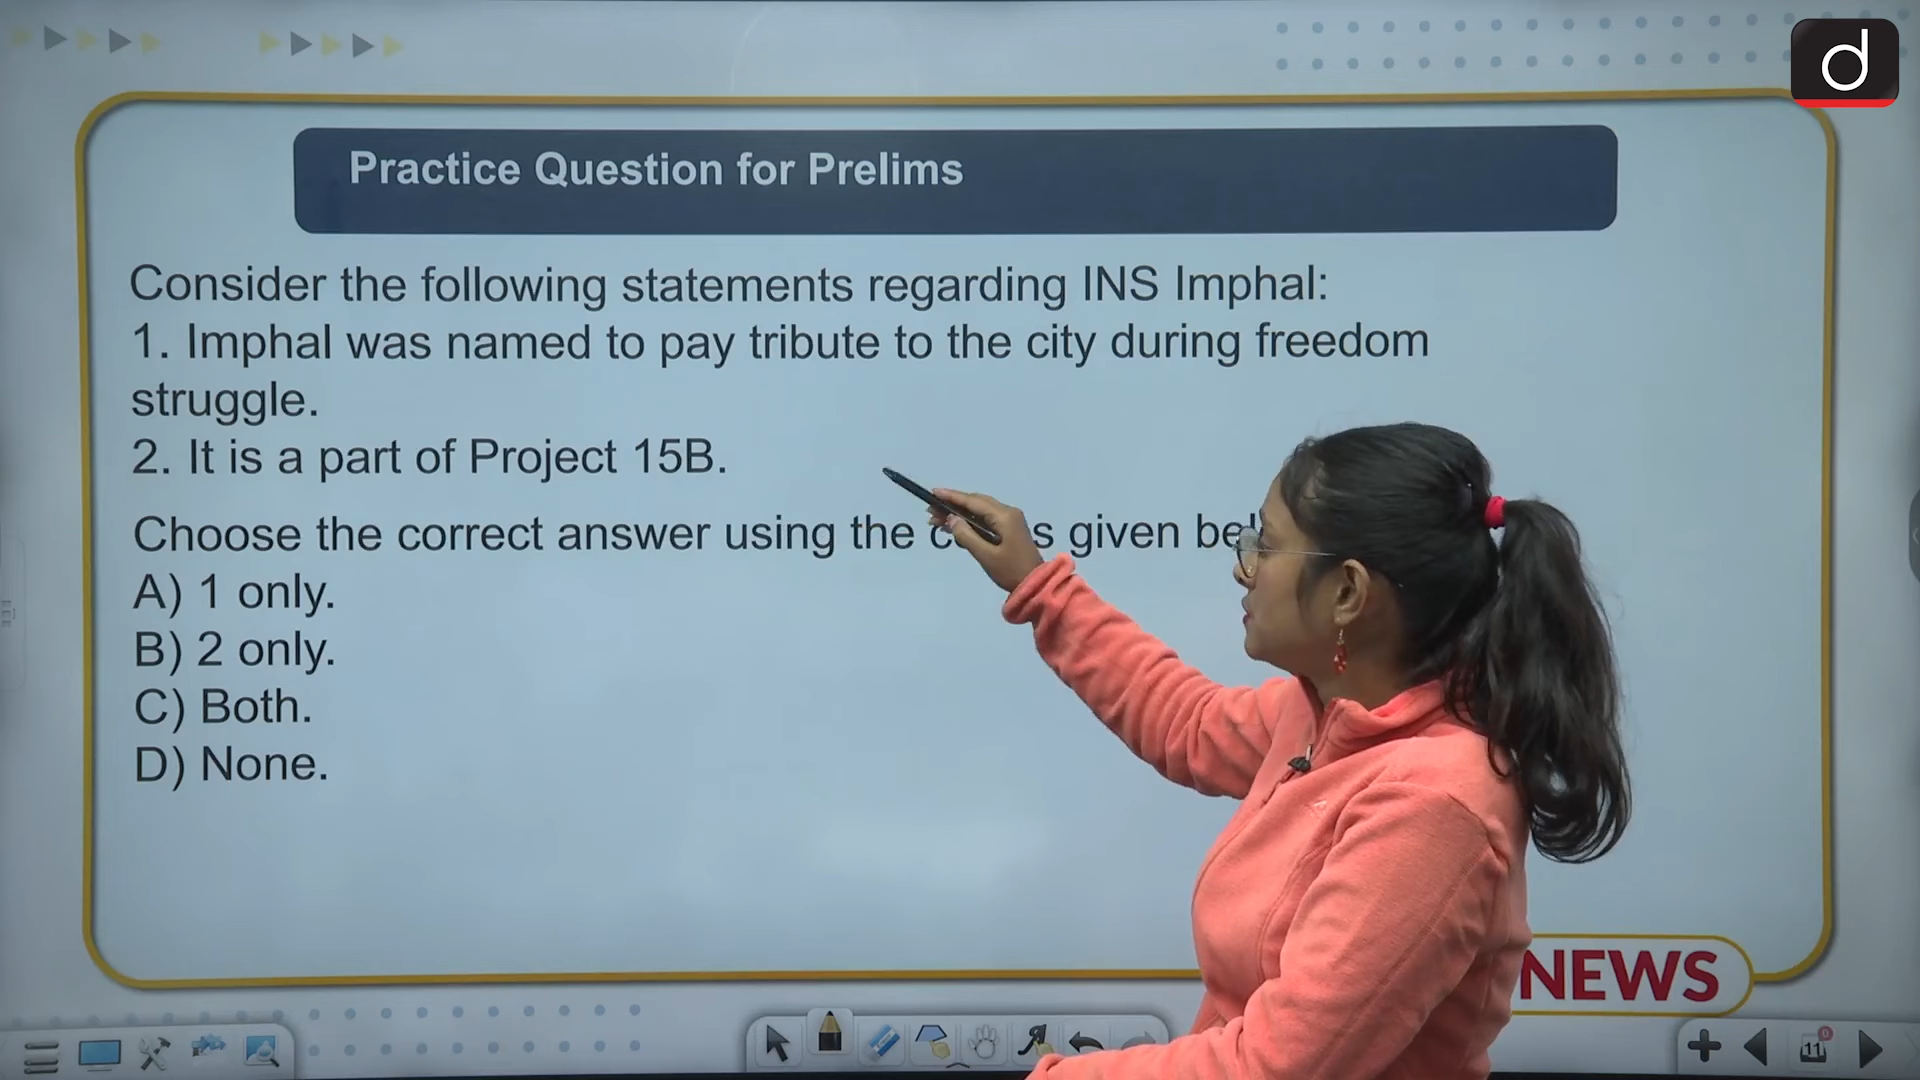 d
Practice Question for Prelims
Consider the following statements regarding INS Imphal:
1. Imphal was named to pay tribute to the city during freedom
struggle.
2. It is a part of Project 15B.
Choose the correct answer using the given
A) 1 only.
B) 2 only.
C) Both.
D) None.
NEWS
11